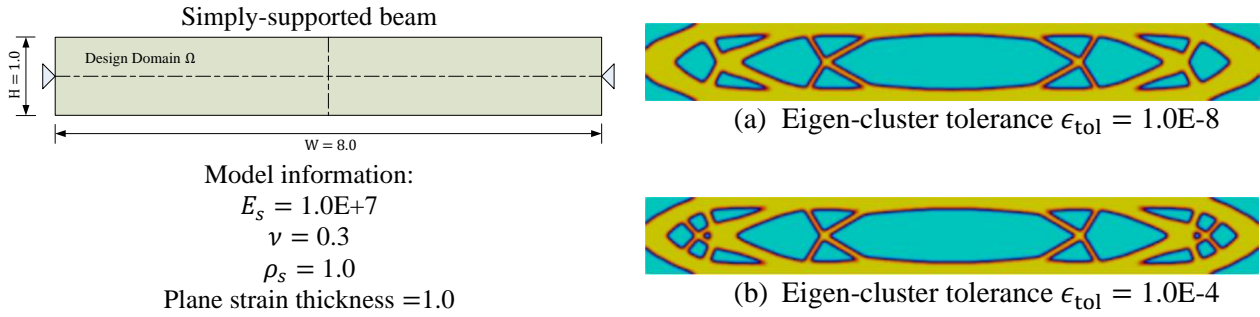 Simply-supported beam
Design Domain Ω
H = 1.0
W = 8.0
Model information:
E_s = 1.0E+7
ν = 0.3
ρ_s = 1.0
Plane strain thickness =1.0
(a) Eigen-cluster tolerance ϵ_tol = 1.0E-8
(b) Eigen-cluster tolerance ϵ_tol = 1.0E-4